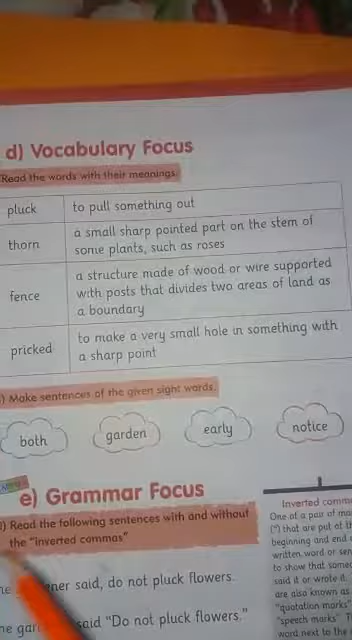 d) Vocabulary Focus
Read the words with their meanings.
pluck to pull something out
thorn a small sharp pointed part on the stem of
some plants, such as roses
fence a structure made of wood or wire supported
with posts that divides two areas of land as
a boundary
pricked to make a very small hole in something with
a sharp point
) Make sentences of the given sight words.
both garden early notice
e) Grammar Focus
) Read the following sentences with and without
the "inverted commas"
said, do not pluck flowers.
said "Do not pluck flowers."
Inverted comma
One of a pair of ma
(") that are put at th
beginning and end o
written word or sen
to show that some
said it or wrote it.
are also known as
"quotation marks"
"speech marks" T
word next to the